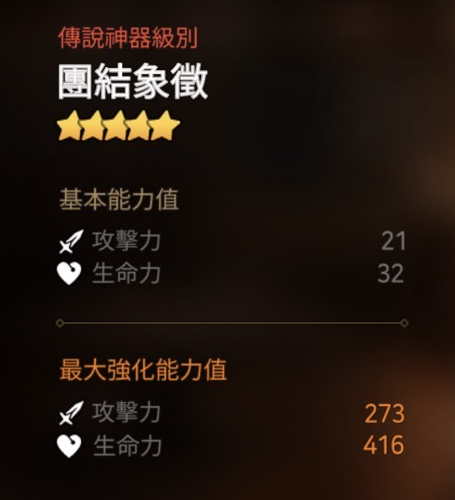 傳說神器級別
團結象徵
基本能力值
攻擊力 21
生命力 32
最大強化能力值
攻擊力 273
生命力 416